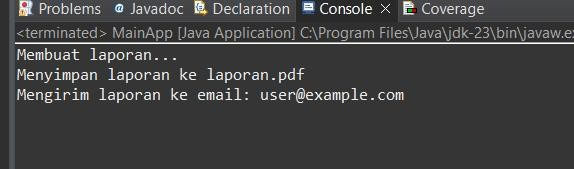 Problems @ Javadoc Declaration Console Coverage
<terminated> MainApp [Java Application] C:\Program Files\Java\jdk-23\bin\javaw.e
Membuat laporan...
Menyimpan laporan ke laporan.pdf
Mengirim laporan ke email: user@example.com